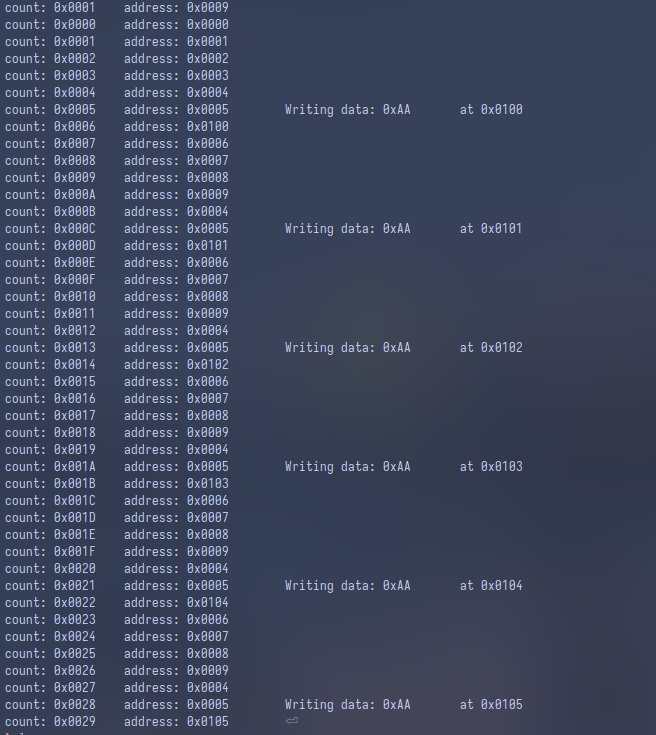 count: 0x0001    address: 0x0009
count: 0x0000    address: 0x0000
count: 0x0001    address: 0x0001
count: 0x0002    address: 0x0002
count: 0x0003    address: 0x0003
count: 0x0004    address: 0x0004
count: 0x0005    address: 0x0005        Writing data: 0xAA       at 0x0100
count: 0x0006    address: 0x0100
count: 0x0007    address: 0x0006
count: 0x0008    address: 0x0007
count: 0x0009    address: 0x0008
count: 0x000A    address: 0x0009
count: 0x000B    address: 0x0004
count: 0x000C    address: 0x0005        Writing data: 0xAA       at 0x0101
count: 0x000D    address: 0x0101
count: 0x000E    address: 0x0006
count: 0x000F    address: 0x0007
count: 0x0010    address: 0x0008
count: 0x0011    address: 0x0009
count: 0x0012    address: 0x0004
count: 0x0013    address: 0x0005        Writing data: 0xAA       at 0x0102
count: 0x0014    address: 0x0102
count: 0x0015    address: 0x0006
count: 0x0016    address: 0x0007
count: 0x0017    address: 0x0008
count: 0x0018    address: 0x0009
count: 0x0019    address: 0x0004
count: 0x001A    address: 0x0005        Writing data: 0xAA       at 0x0103
count: 0x001B    address: 0x0103
count: 0x001C    address: 0x0006
count: 0x001D    address: 0x0007
count: 0x001E    address: 0x0008
count: 0x001F    address: 0x0009
count: 0x0020    address: 0x0004
count: 0x0021    address: 0x0005        Writing data: 0xAA       at 0x0104
count: 0x0022    address: 0x0104
count: 0x0023    address: 0x0006
count: 0x0024    address: 0x0007
count: 0x0025    address: 0x0008
count: 0x0026    address: 0x0009
count: 0x0027    address: 0x0004
count: 0x0028    address: 0x0005        Writing data: 0xAA       at 0x0105
count: 0x0029    address: 0x0105        ⏎